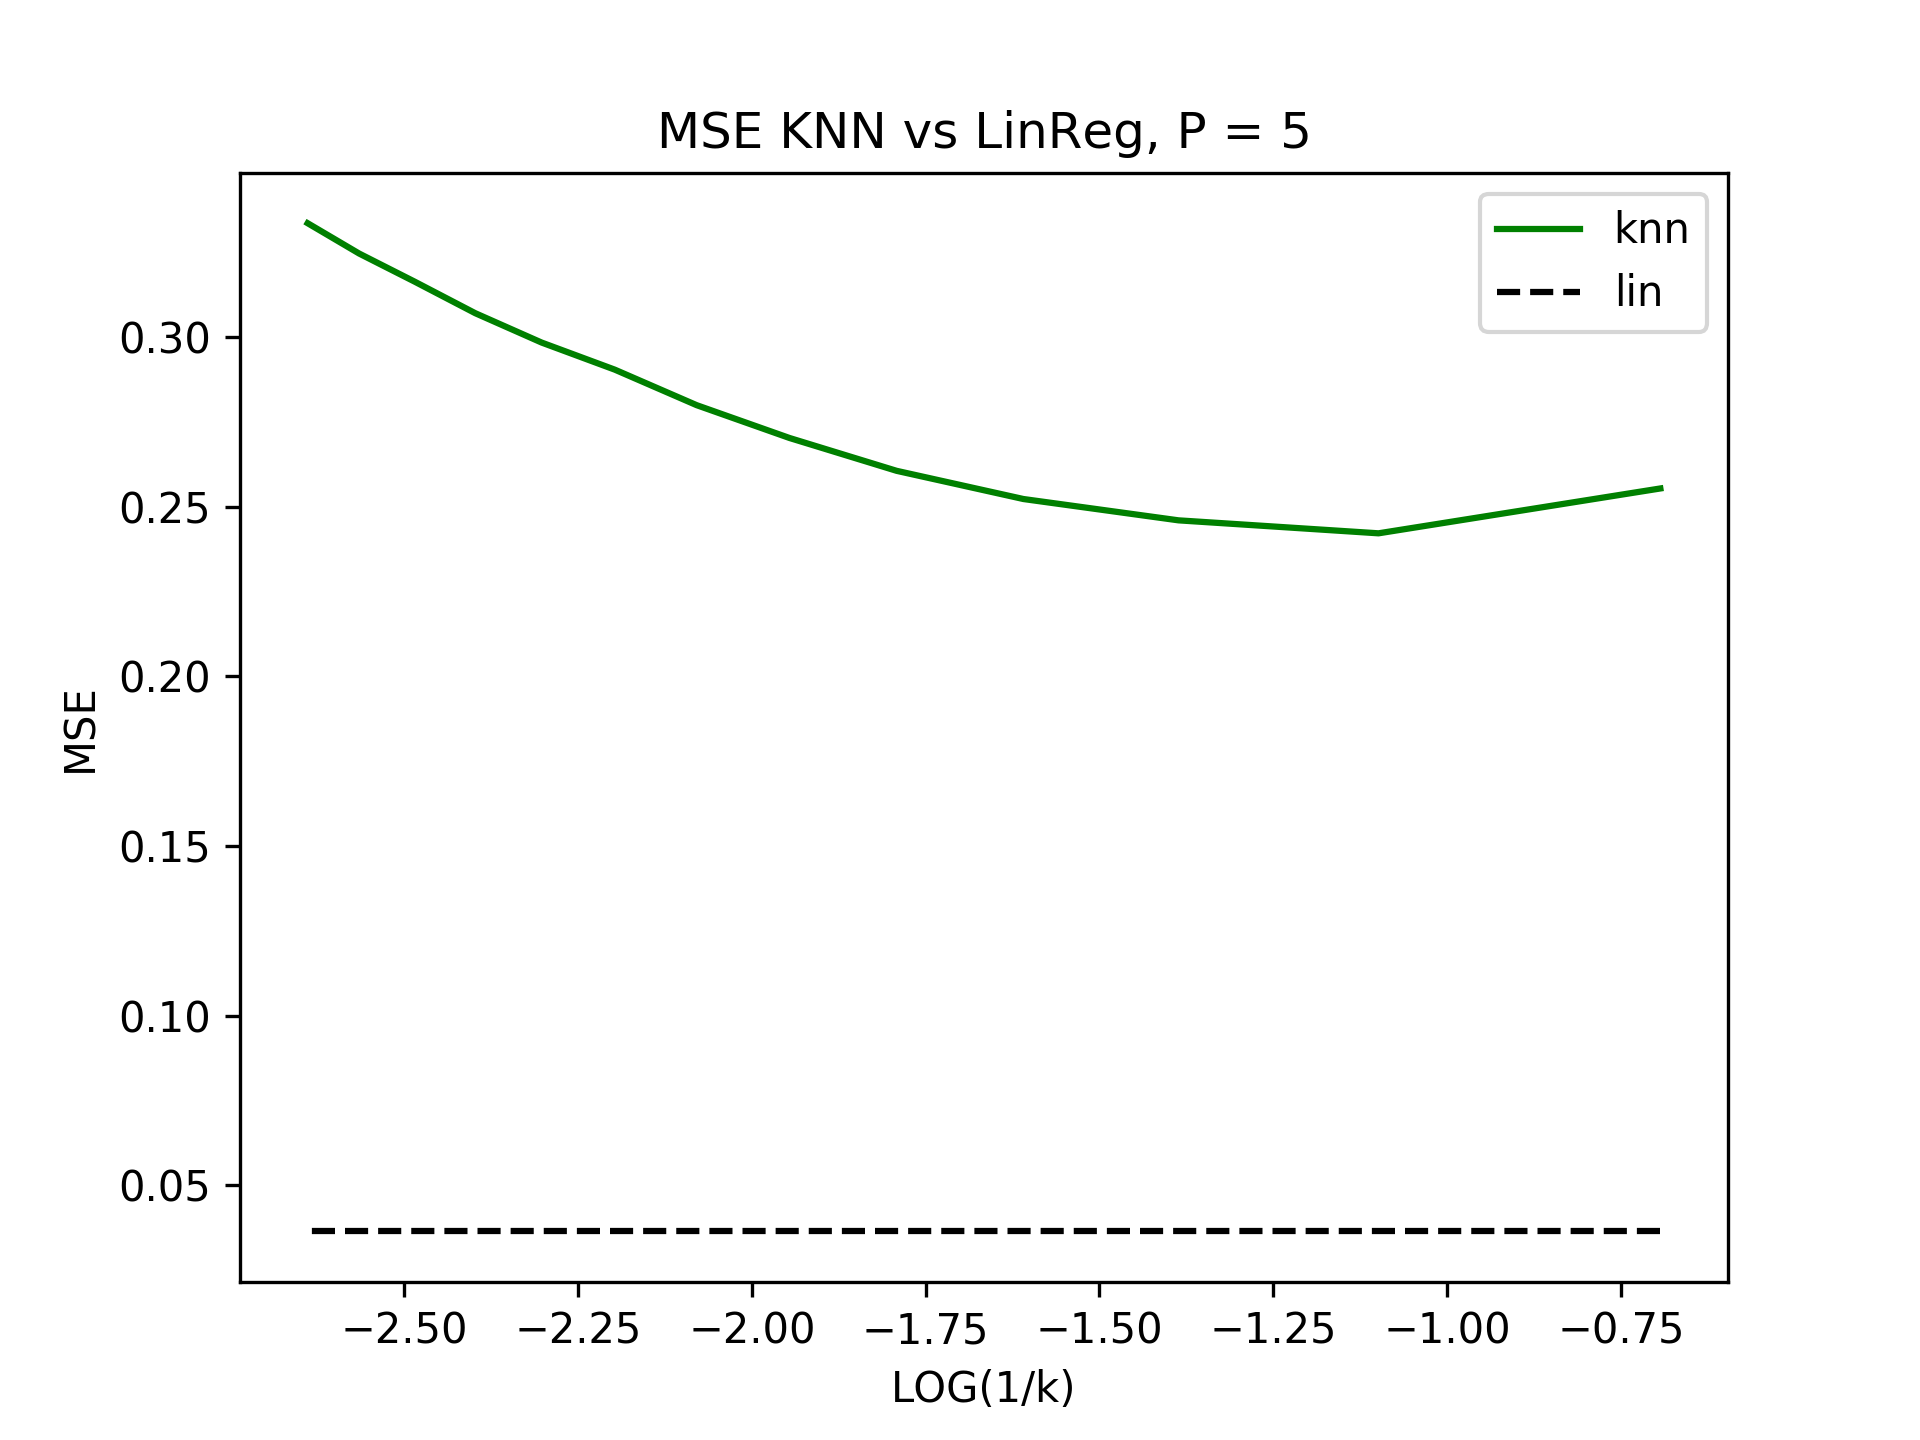 MSE KNN vs LinReg, P = 5
knn
lin
MSE
0.30
0.25
0.20
0.15
0.10
0.05
−2.50 −2.25 −2.00 −1.75 −1.50 −1.25 −1.00 −0.75
LOG(1/k)